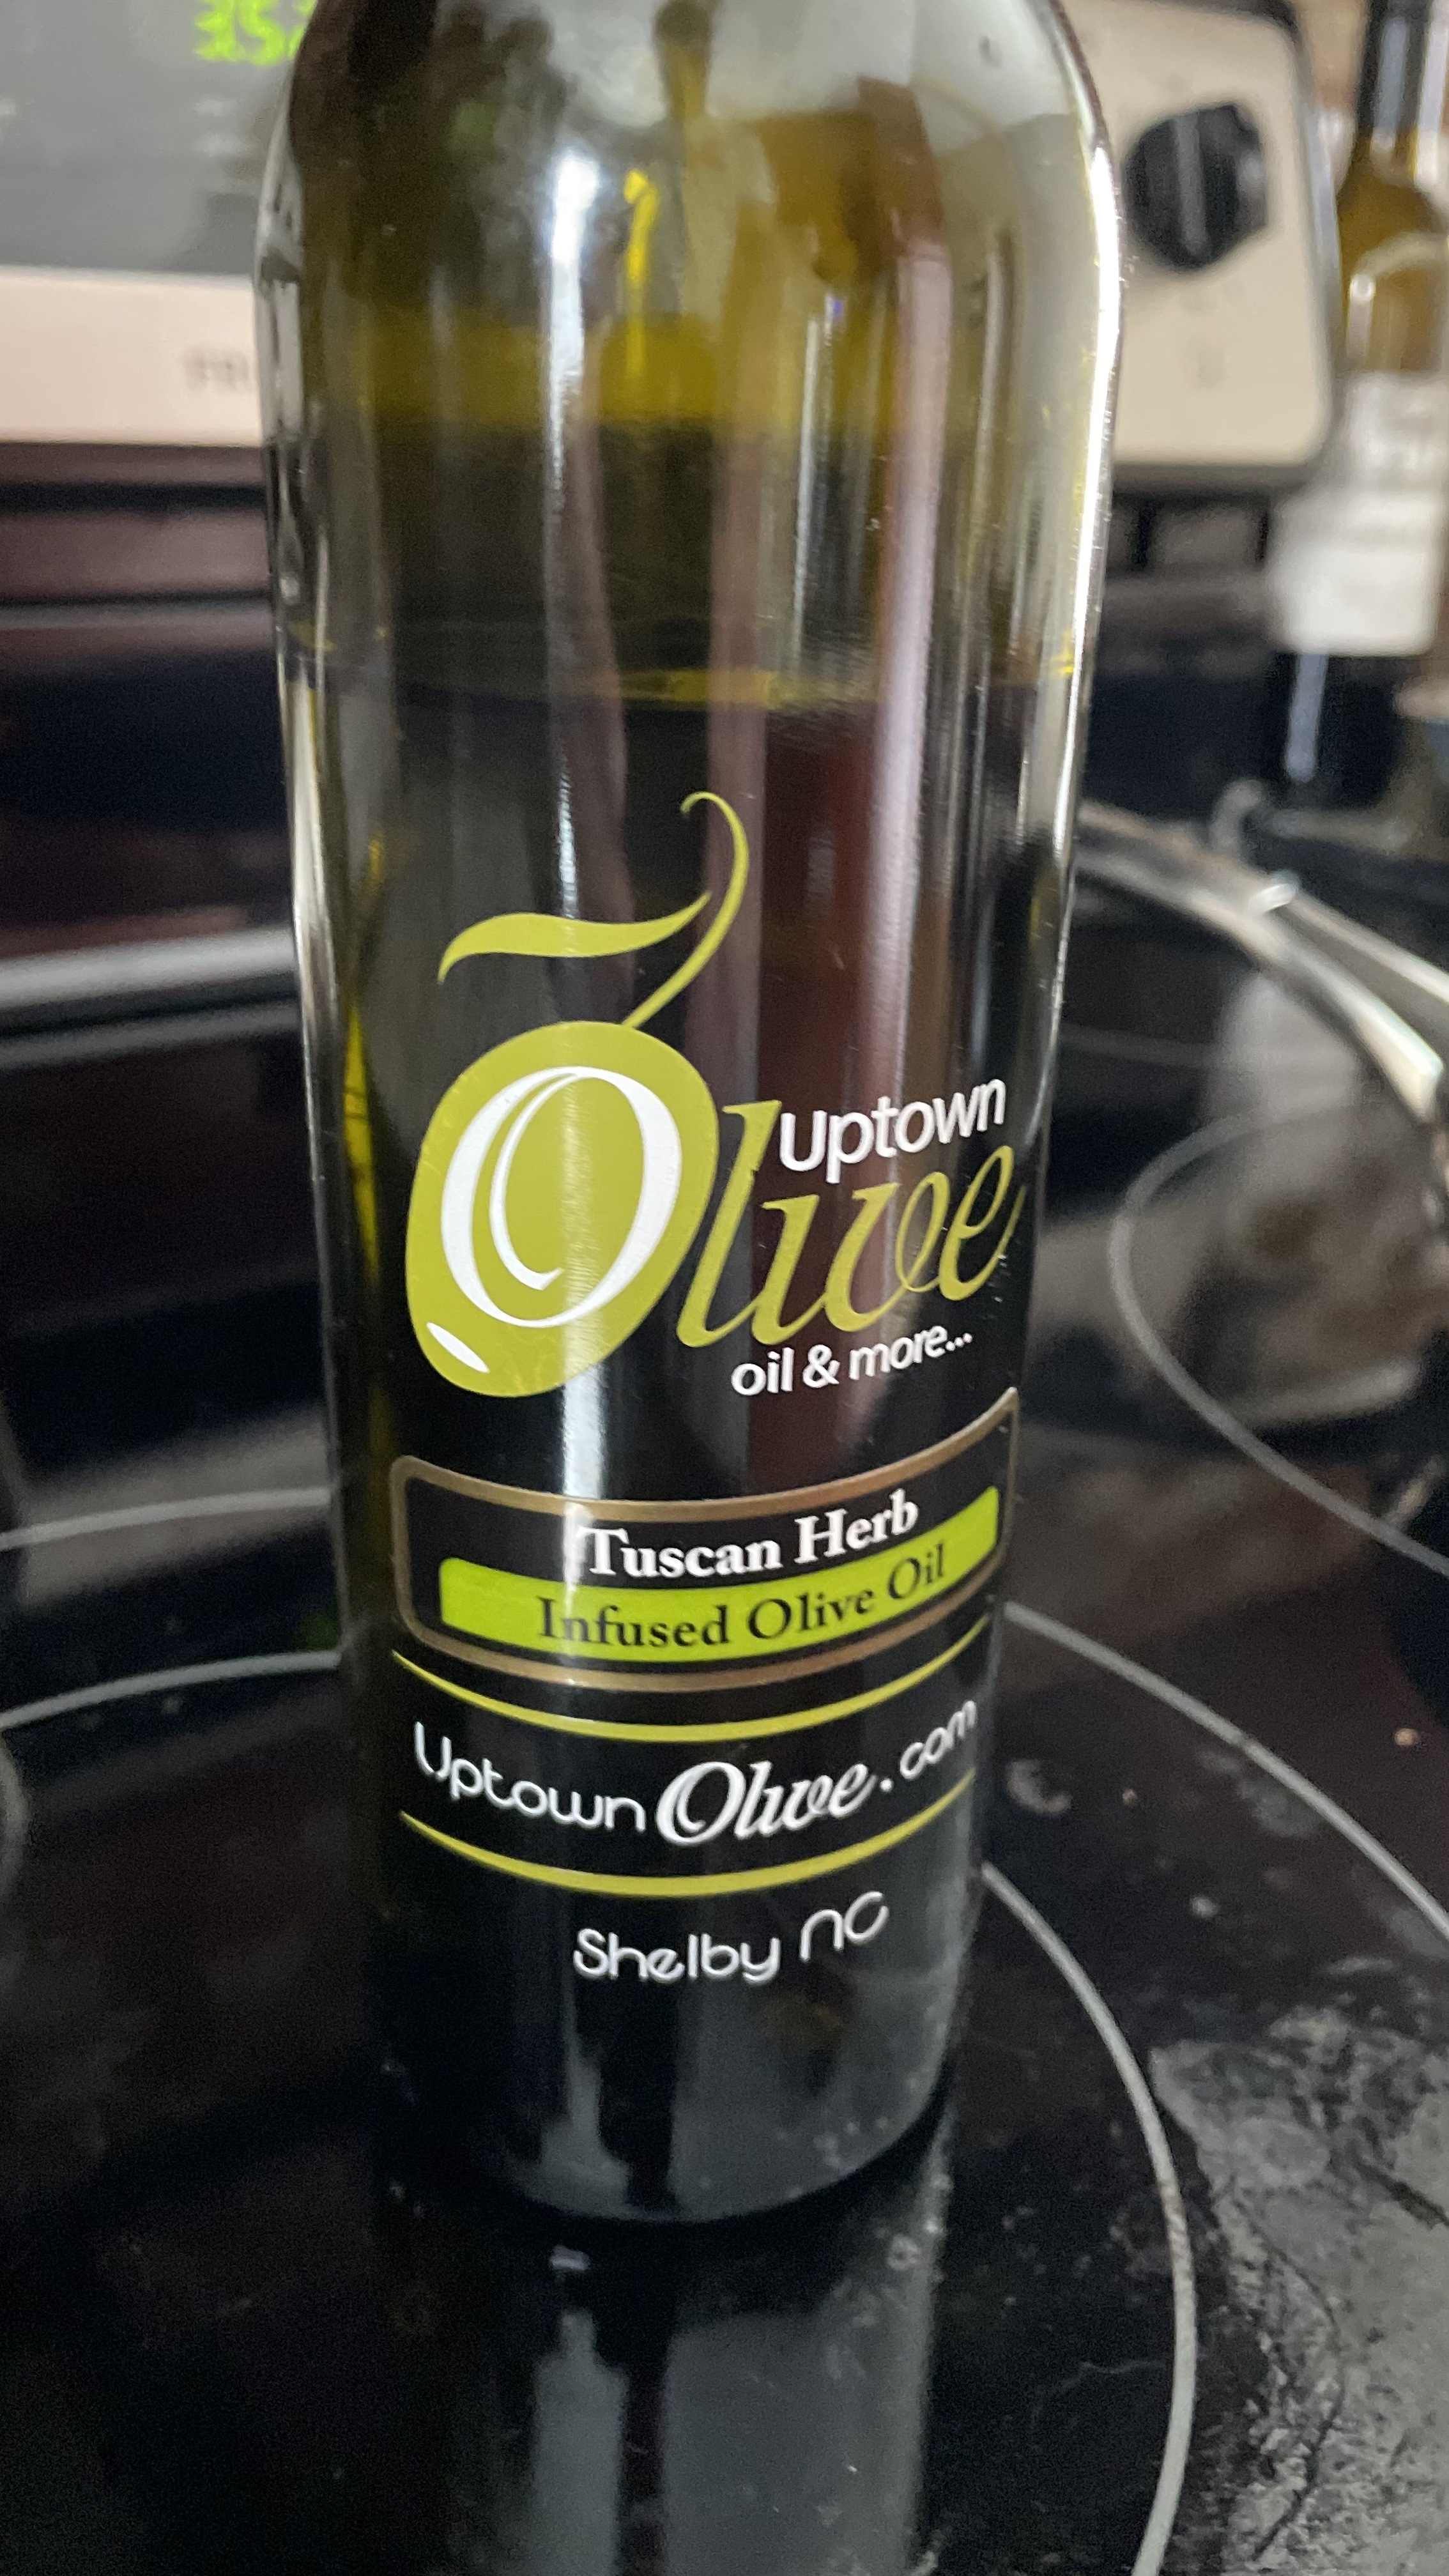 Uptown
Olive
oil & more...
Tuscan Herb
Infused Olive Oil
UptownOlive.com
Shelby NC